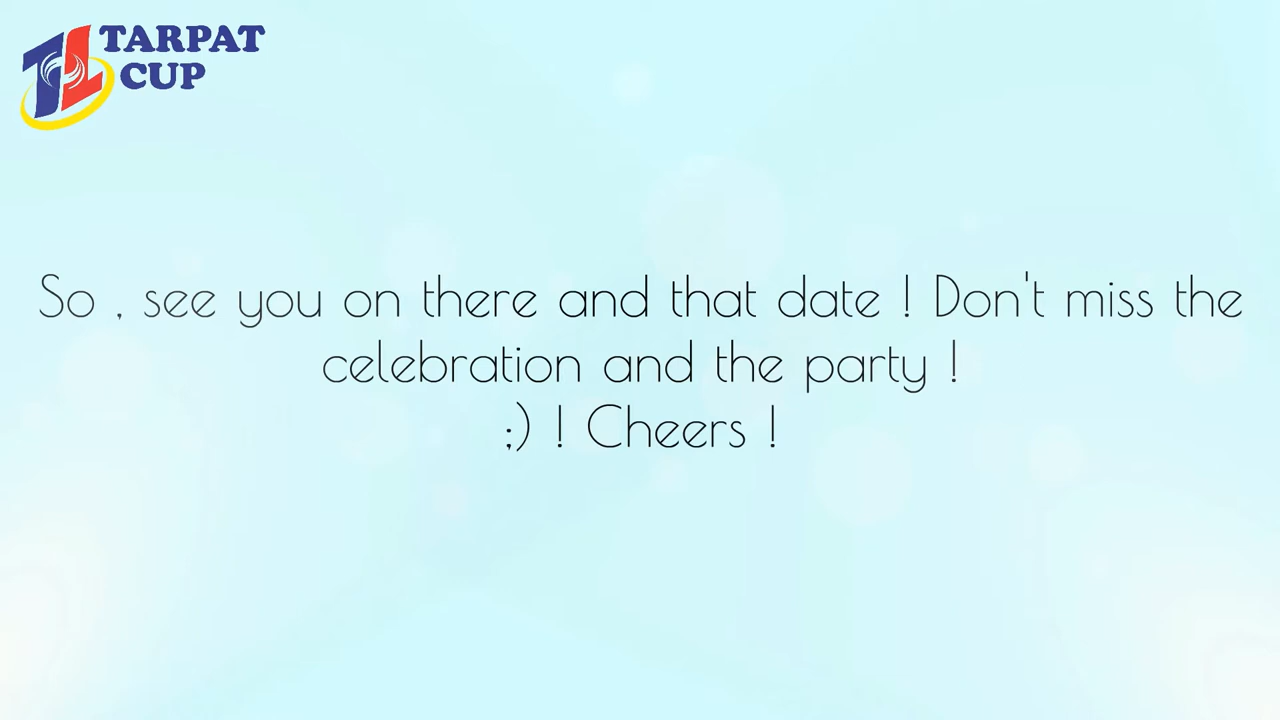 TARPAT
CUP
So , see you on there and that date ! Don't miss the
celebration and the party !
;) ! Cheers !